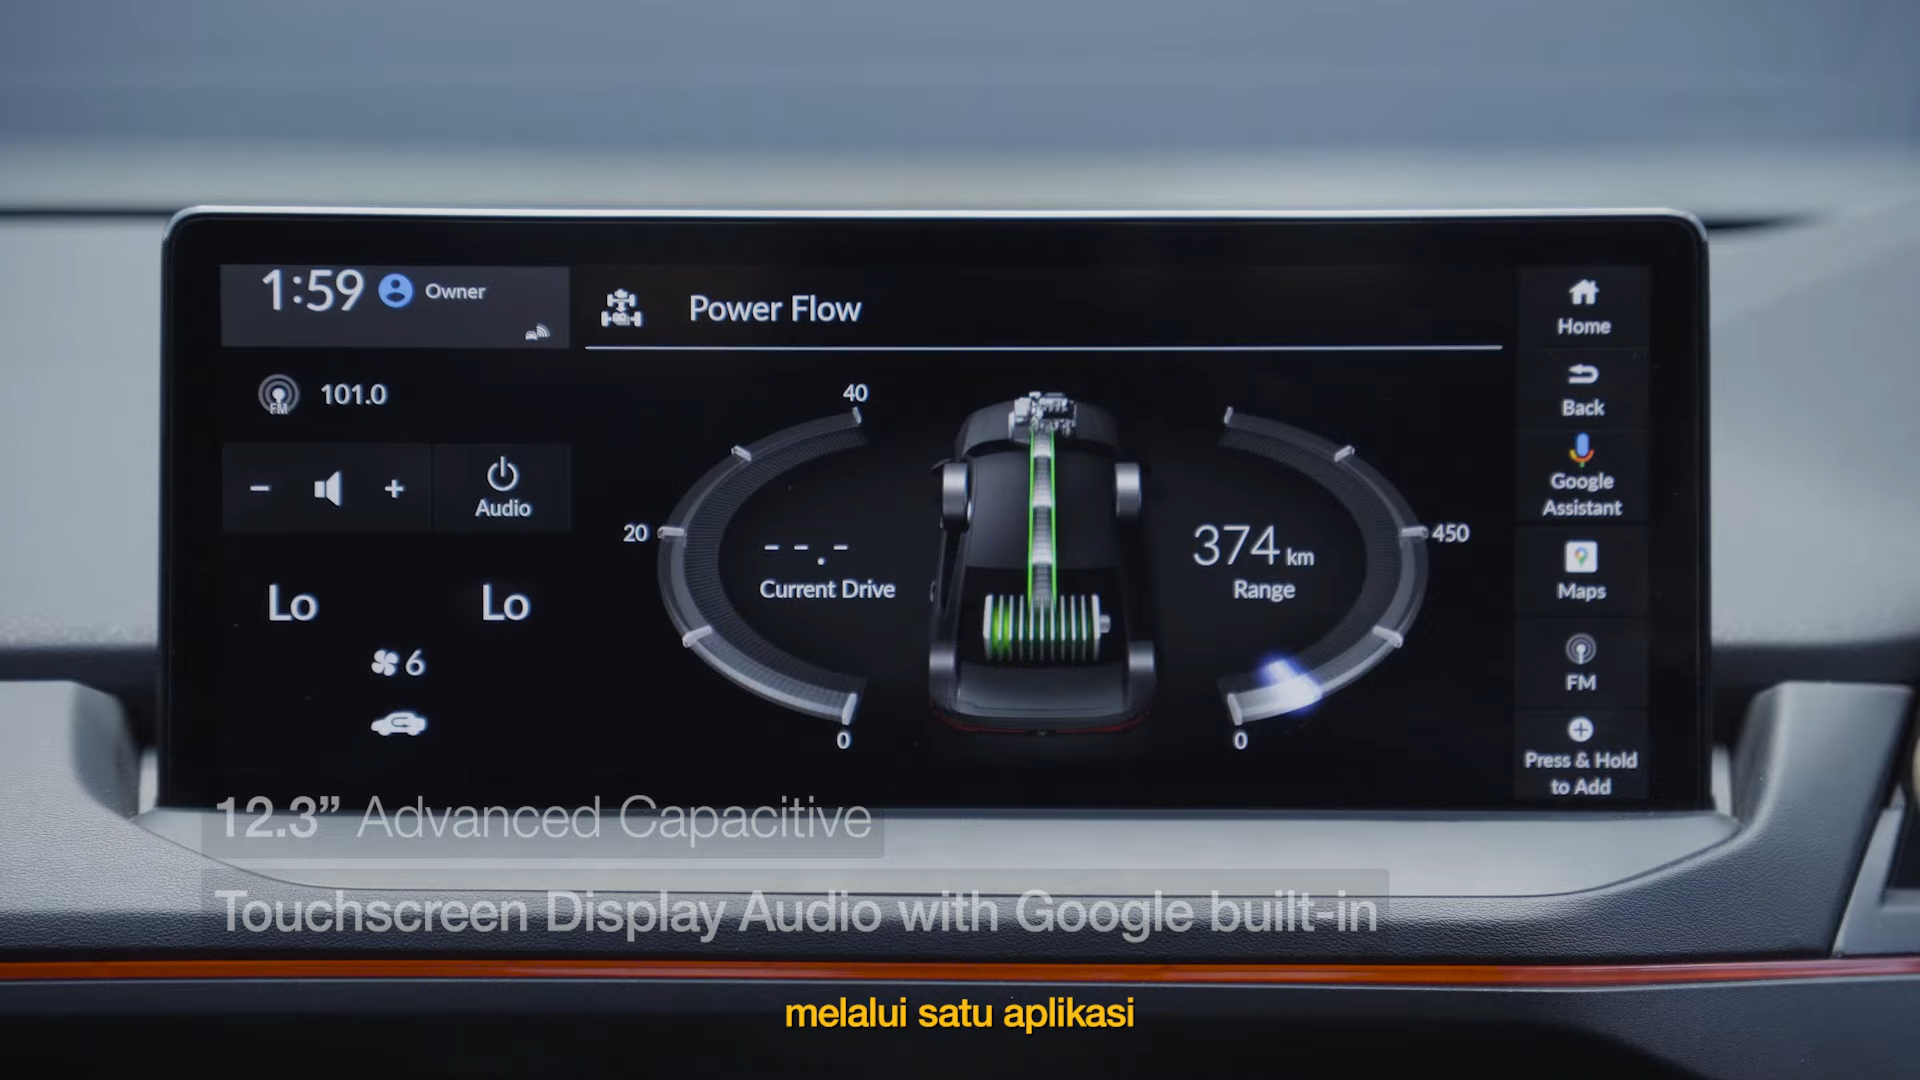 1:59 Owner
Power Flow
FM 101.0
- +
Audio
Lo Lo
6
40
20
0
--.-
Current Drive
374 km
Range
450
0
Home
Back
Google
Assistant
Maps
FM
Press & Hold
to Add
12.3” Advanced Capacitive
Touchscreen Display Audio with Google built-in
melalui satu aplikasi